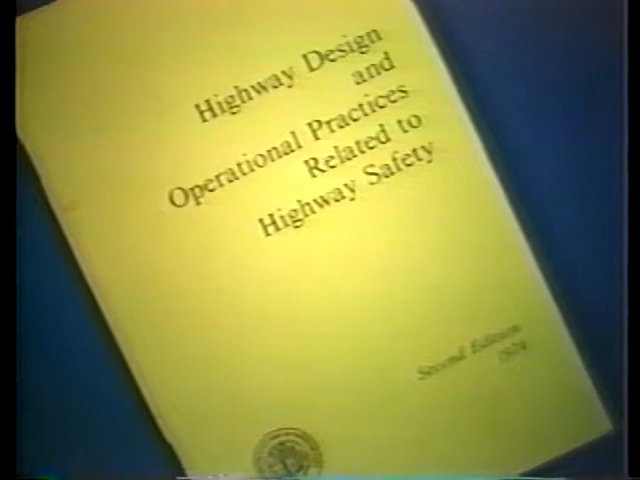 Highway Design
and
Operational Practices
Related to
Highway Safety
Second Edition
1974